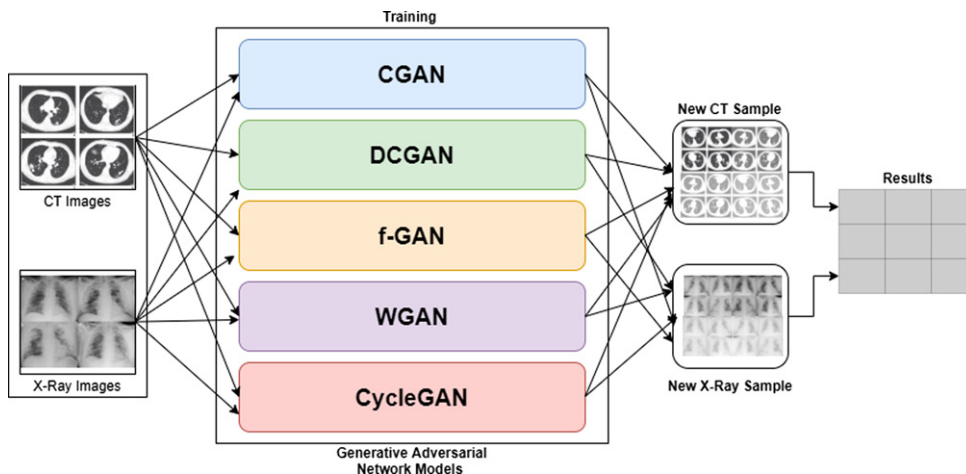 Training
CT Images
X-Ray Images
CGAN
DCGAN
f-GAN
WGAN
CycleGAN
Generative Adversarial
Network Models
New CT Sample
New X-Ray Sample
Results